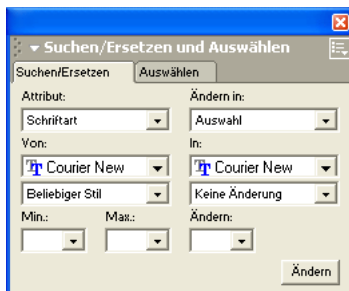 Suchen/Ersetzen und Auswählen
Suchen/Ersetzen Auswählen
Attribut: Ändern in:
Schriftart Auswahl
Von: In:
Courier New Courier New
Beliebiger Stil Keine Änderung
Min.: Max.: Ändern:
Ändern